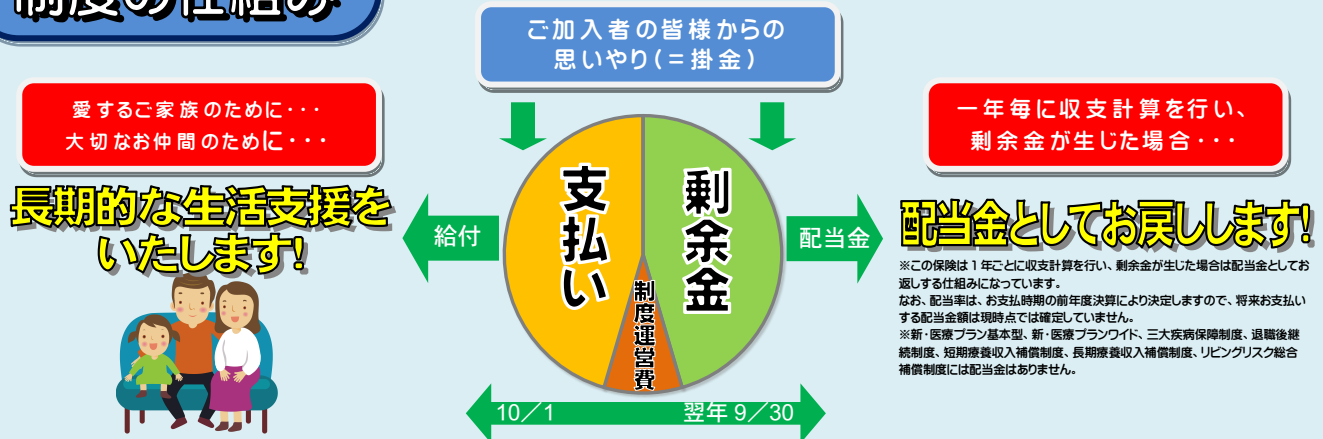 制度の仕組み
ご加入者の皆様からの
思いやり(=掛金)
愛するご家族のために・・・
大切なお仲間のために・・・
長期的な生活支援を
いたします!
給付
支払い
剰余金
制度運営費
配当金
10/1
翌年9/30
一年毎に収支計算を行い、
剰余金が生じた場合・・・
配当金としてお戻しします!
※この保険は1年ごとに収支計算を行い、剰余金が生じた場合は配当金としてお
返しする仕組みになっています。
なお、配当率は、お支払時期の前年度決算により決定しますので、将来お支払い
する配当金額は現時点では確定していません。
※新・医療プラン基本型、新・医療プランワイド、三大疾病保障制度、退職後継
続制度、短期療養収入補償制度、長期療養収入補償制度、リビングリスク総合
補償制度には配当金はありません。